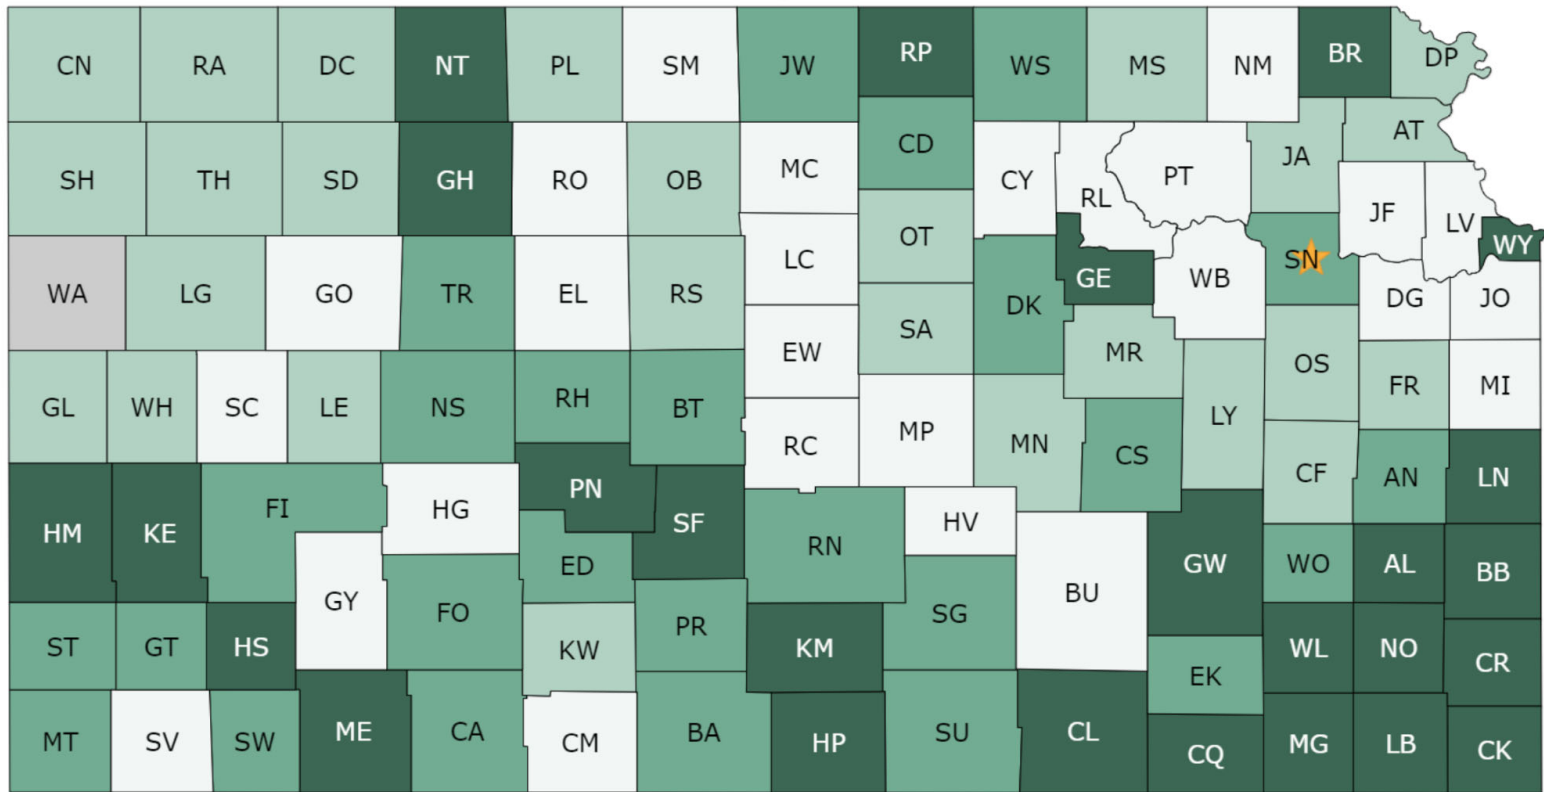 CN RA DC NT PL SM JW RP WS MS NM BR DP
SH TH SD GH RO OB MC CD CY RL PT JA AT
JF LV WY
WA LG GO TR EL RS LC OT DK GE WB SN DG JO
SA MR
GL WH SC LE NS RH BT EW MP MN CS LY OS FR MI
RC CF AN LN
HM KE FI HG PN SF RN HV BU GW WO AL BB
GY FO ED
ST GT HS KW PR KM SG EK WL NO CR
MT SV SW ME CA CM BA HP SU CL CQ MG LB CK